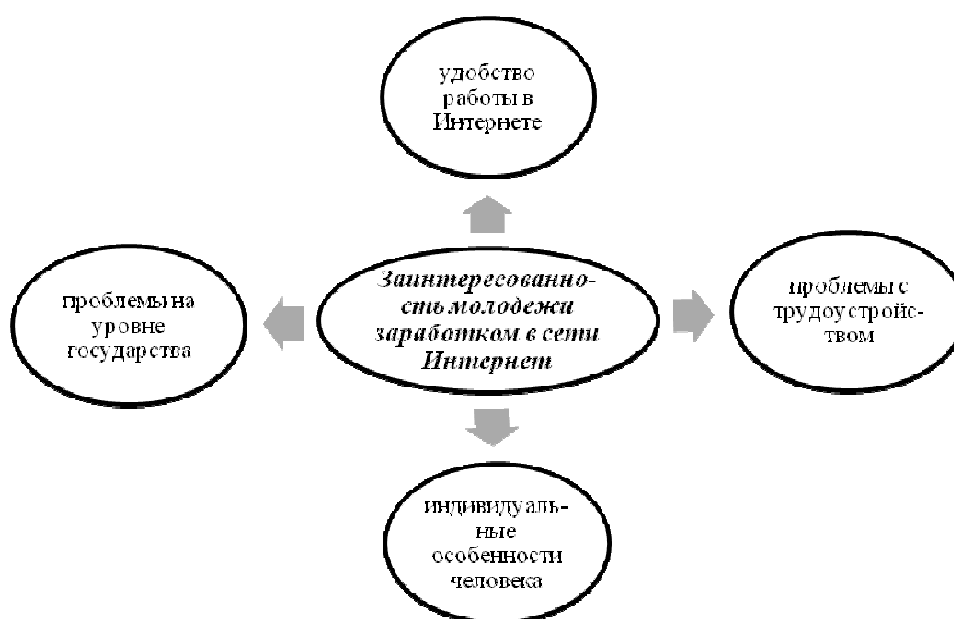 удобство
работы в
Интернете
проблемы на
уровне
государства
Заинтересованно-
сть молодежи
заработком в сети
Интернет
проблемы с
трудоустройс-
твом
индивидуаль-
ные
особенности
человека